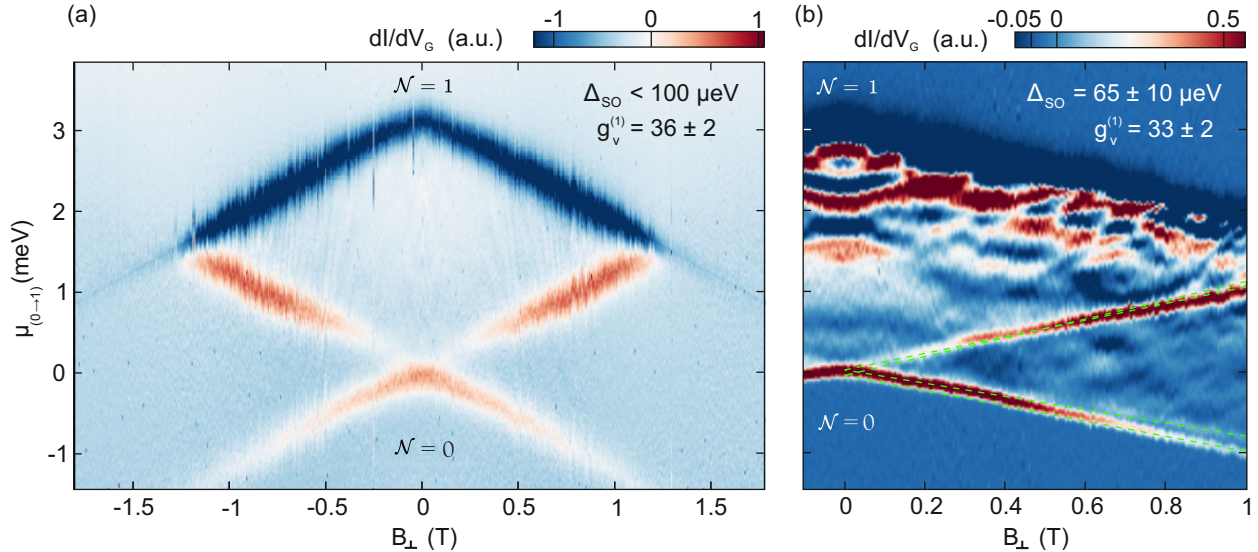 (a)
dI/dV_G (a.u.)
-1 0 1
𝒩 = 1
Δ_SO < 100 μeV
g_v^(1) = 36 ± 2
3
2
1
0
-1
μ_(0→1) (meV)
𝒩 = 0
-1.5 -1 -0.5 0 0.5 1 1.5
B_⊥ (T)
(b)
dI/dV_G (a.u.)
-0.05 0 0.5
𝒩 = 1
Δ_SO = 65 ± 10 μeV
g_v^(1) = 33 ± 2
𝒩 = 0
0 0.2 0.4 0.6 0.8 1
B_⊥ (T)